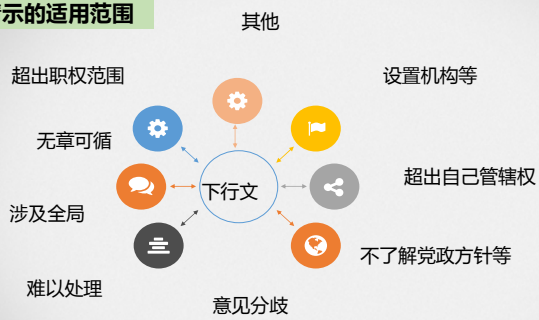 示的适用范围
其他
超出职权范围
设置机构等
无章可循
超出自己管辖权
下行文
涉及全局
不了解党政方针等
难以处理
意见分歧